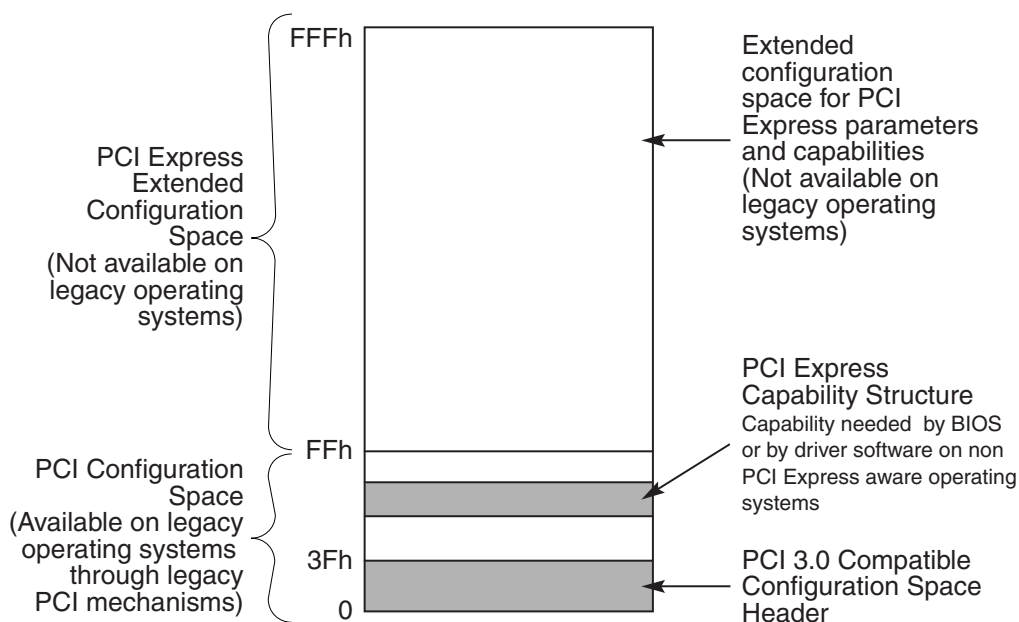 FFFh
PCI Express
Extended
Configuration
Space
(Not available on
legacy operating
systems)
Extended
configuration
space for PCI
Express parameters
and capabilities
(Not available on
legacy operating
systems)
FFh
PCI Configuration
Space
(Available on legacy
operating systems
through legacy
PCI mechanisms)
PCI Express
Capability Structure
Capability needed by BIOS
or by driver software on non
PCI Express aware operating
systems
3Fh
0
PCI 3.0 Compatible
Configuration Space
Header